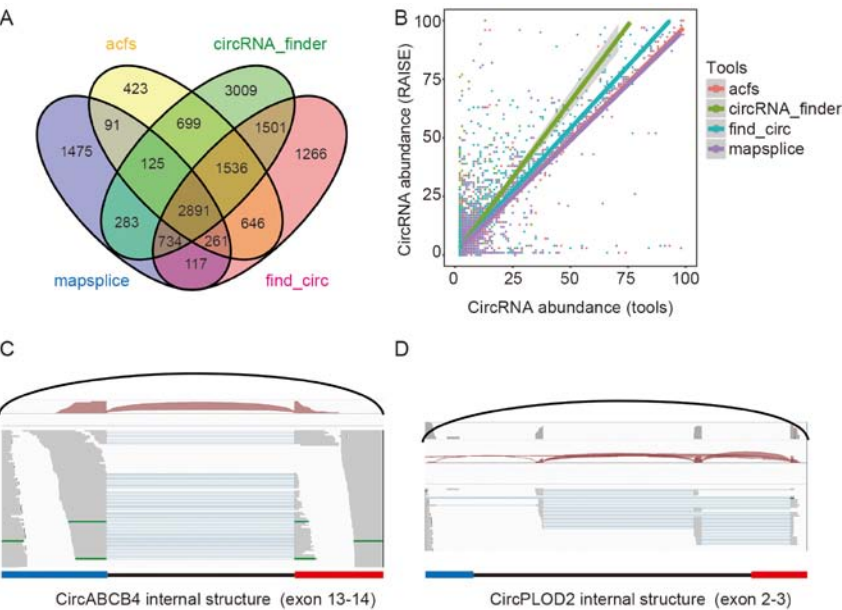 A
acfs
circRNA_finder
423
3009
91
699
1501
1475
1266
125
1536
2891
283
646
734
261
117
mapsplice
find_circ
B
CircRNA abundance (RAISE)
100
75
50
25
0
0 25 50 75 100
CircRNA abundance (tools)
Tools
acfs
circRNA_finder
find_circ
mapsplice
C
CircABCB4 internal structure (exon 13-14)
D
CircPLOD2 internal structure (exon 2-3)